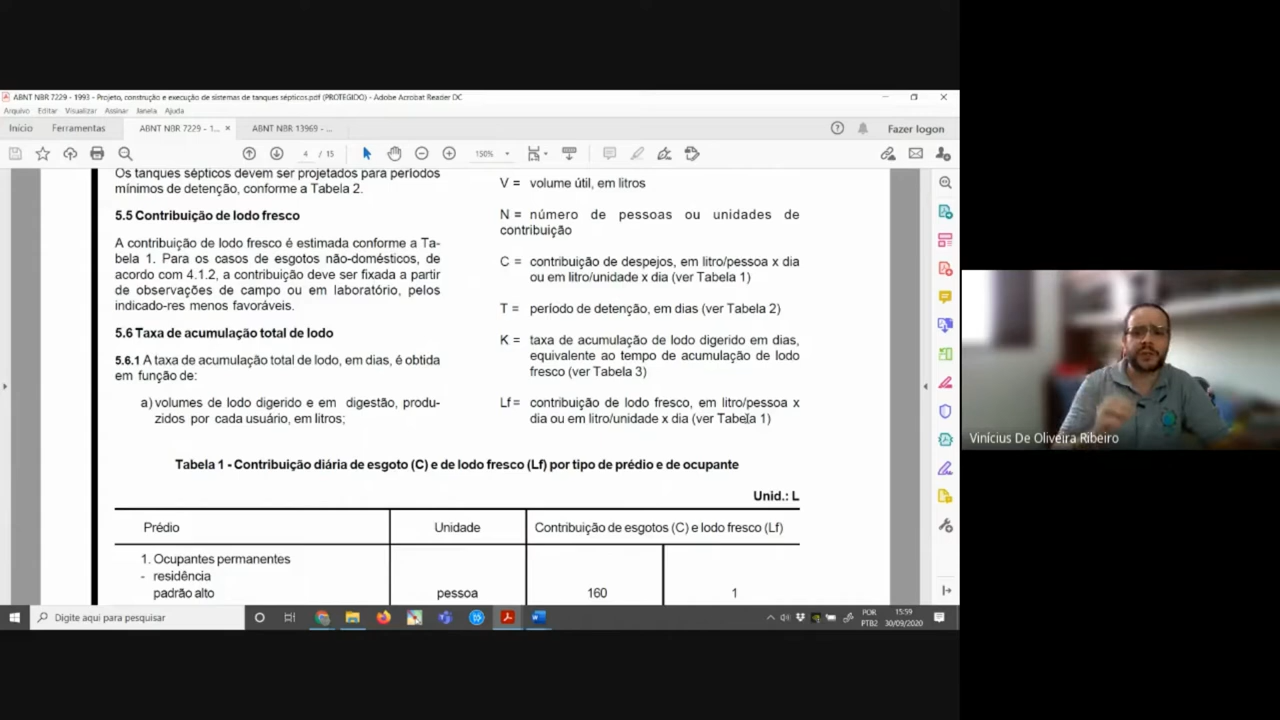 ABNT NBR 7229 - 1993 - Projeto, construção e execução de sistemas de tanques sépticos.pdf (PROTEGIDO) - Adobe Acrobat Reader DC
Arquivo Editar Visualizar Assinar Janela Ajuda
Início Ferramentas ABNT NBR 7229 - 1... × ABNT NBR 13969 - ... Fazer logon
4 / 15 150%
Os tanques sépticos devem ser projetados para períodos
mínimos de detenção, conforme a Tabela 2.
5.5 Contribuição de lodo fresco
A contribuição de lodo fresco é estimada conforme a Ta-
bela 1. Para os casos de esgotos não-domésticos, de
acordo com 4.1.2, a contribuição deve ser fixada a partir
de observações de campo ou em laboratório, pelos
indicado-res menos favoráveis.
5.6 Taxa de acumulação total de lodo
5.6.1 A taxa de acumulação total de lodo, em dias, é obtida
em função de:
a) volumes de lodo digerido e em digestão, produ-
zidos por cada usuário, em litros;
V = volume útil, em litros
N = número de pessoas ou unidades de
contribuição
C = contribuição de despejos, em litro/pessoa x dia
ou em litro/unidade x dia (ver Tabela 1)
T = período de detenção, em dias (ver Tabela 2)
K = taxa de acumulação de lodo digerido em dias,
equivalente ao tempo de acumulação de lodo
fresco (ver Tabela 3)
Lf = contribuição de lodo fresco, em litro/pessoa x
dia ou em litro/unidade x dia (ver Tabela 1)
Tabela 1 - Contribuição diária de esgoto (C) e de lodo fresco (Lf) por tipo de prédio e de ocupante
Unid.: L
Prédio Unidade Contribuição de esgotos (C) e lodo fresco (Lf)
1. Ocupantes permanentes
- residência
padrão alto pessoa 160 1
Digite aqui para pesquisar
POR 15:59
PTB2 30/09/2020
Vinícius De Oliveira Ribeiro